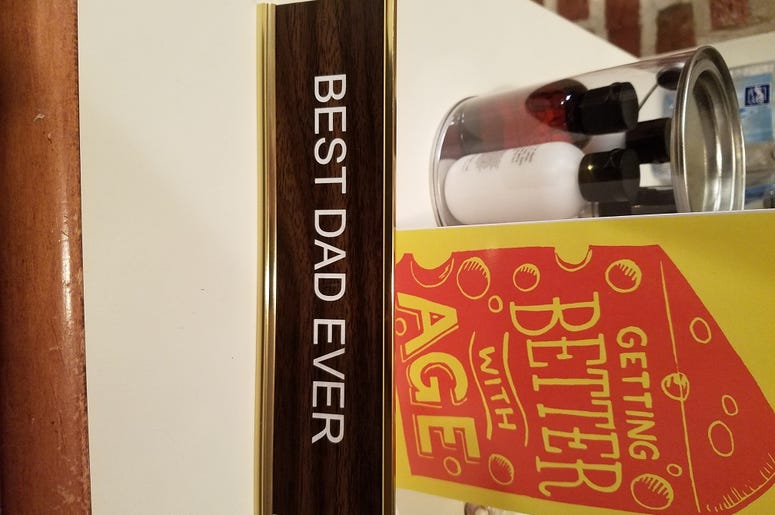 BEST DAD EVER
GETTING
BETTER
WITH
AGE